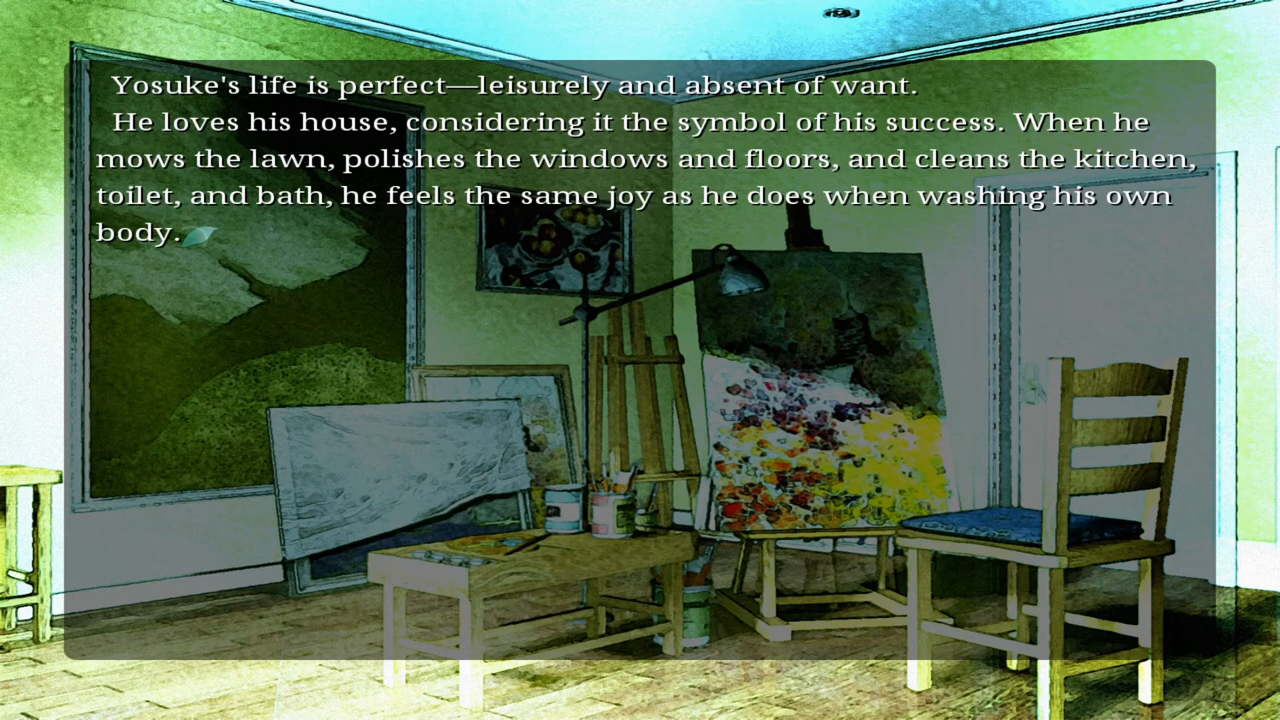 Yosuke's life is perfect—leisurely and absent of want.
He loves his house, considering it the symbol of his success. When he
mows the lawn, polishes the windows and floors, and cleans the kitchen,
toilet, and bath, he feels the same joy as he does when washing his own
body.